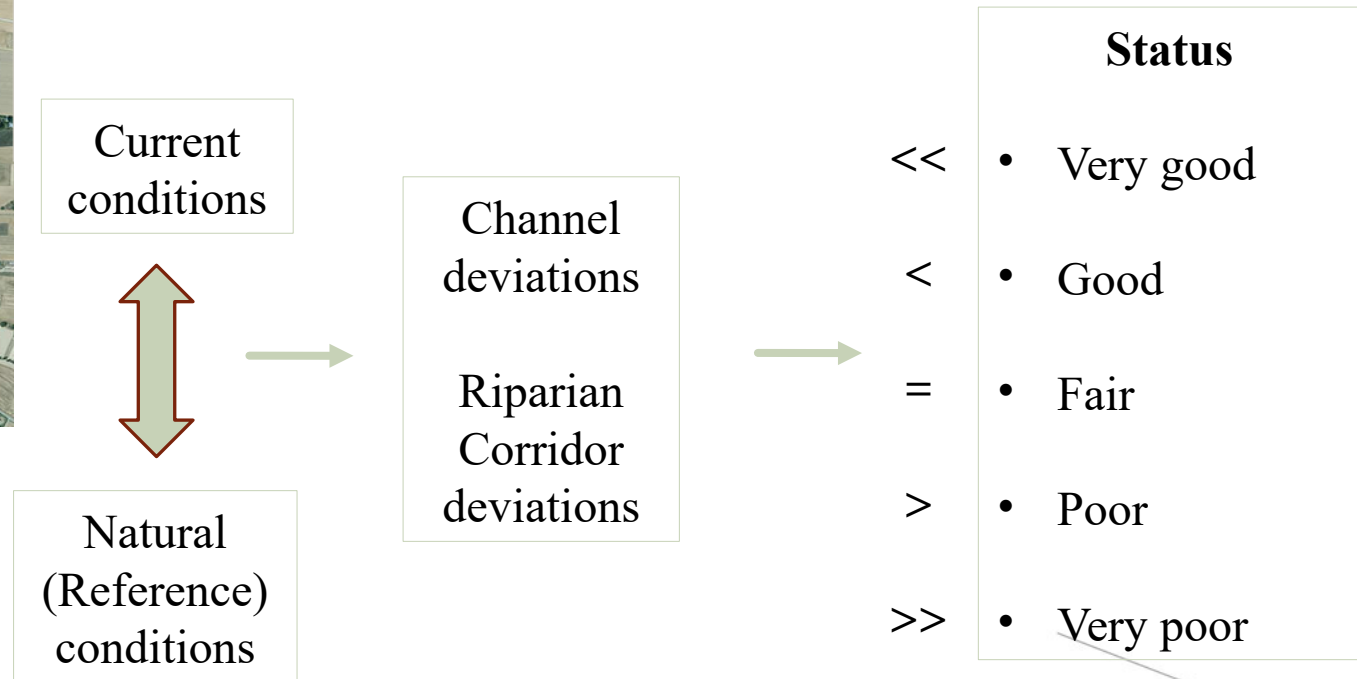 Current
conditions
Natural
(Reference)
conditions
Channel
deviations
Riparian
Corridor
deviations
Status
<< • Very good
< • Good
= • Fair
> • Poor
>> • Very poor